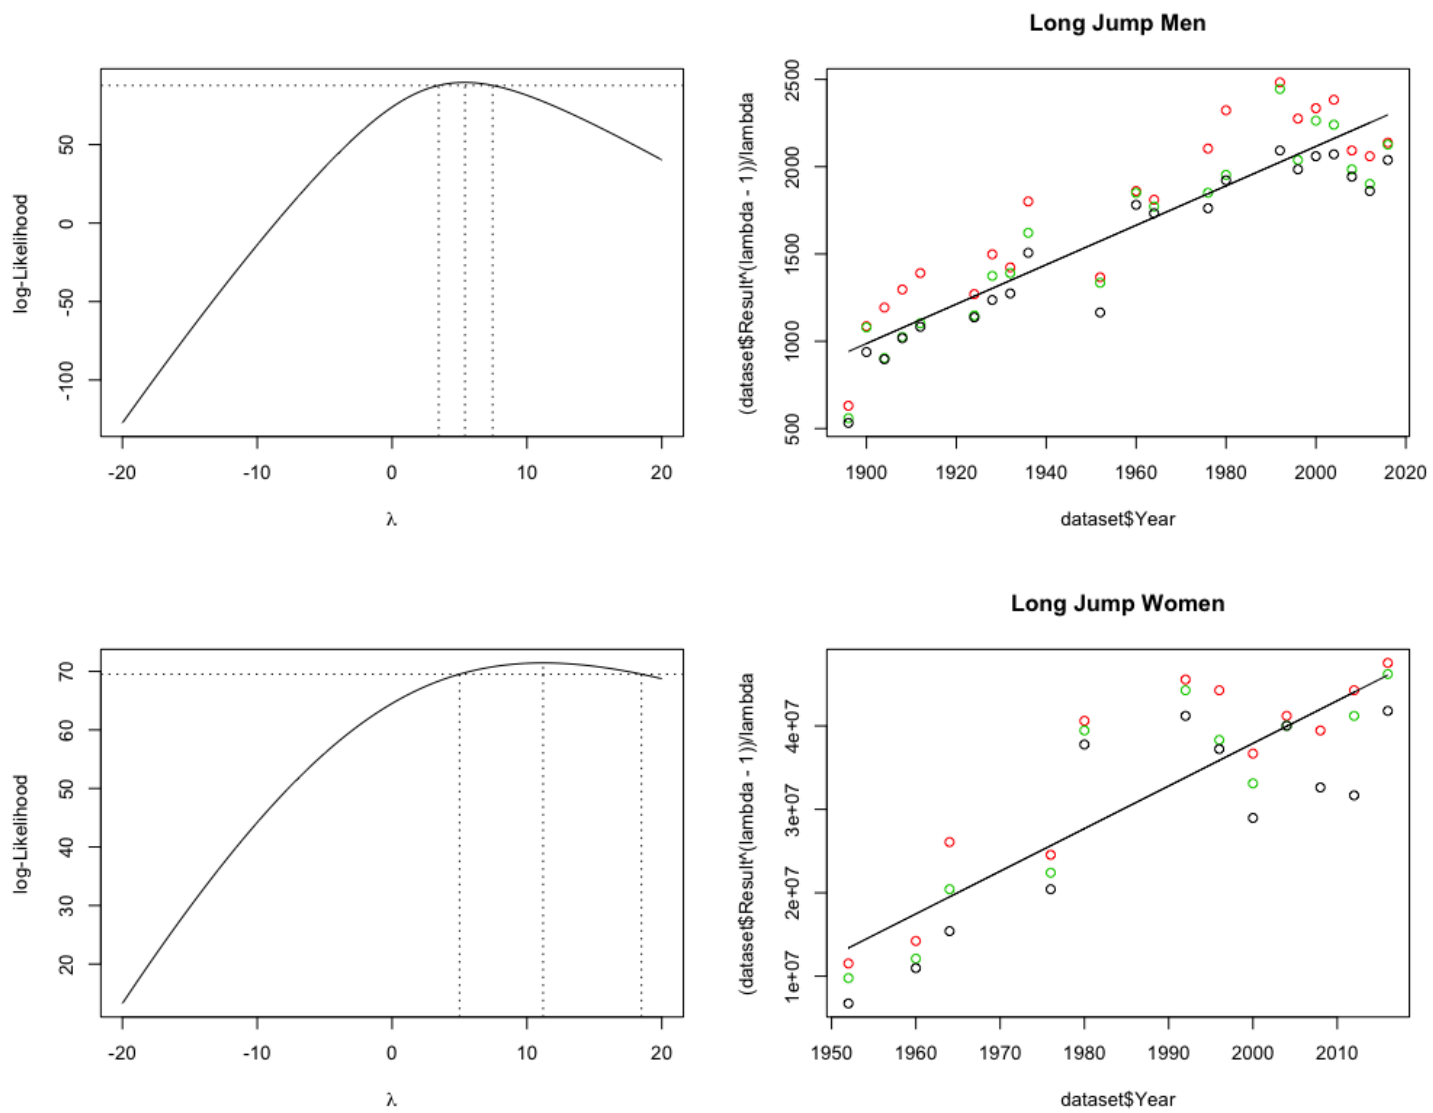 Long Jump Men
log-Likelihood
50
0
-50
-100
-20 -10 0 10 20
λ
(dataset$Result^(lambda - 1))/lambda
2500
2000
1500
1000
500
1900 1920 1940 1960 1980 2000 2020
dataset$Year
Long Jump Women
log-Likelihood
70
60
50
40
30
20
-20 -10 0 10 20
λ
(dataset$Result^(lambda - 1))/lambda
4e+07
3e+07
2e+07
1e+07
1950 1960 1970 1980 1990 2000 2010
dataset$Year